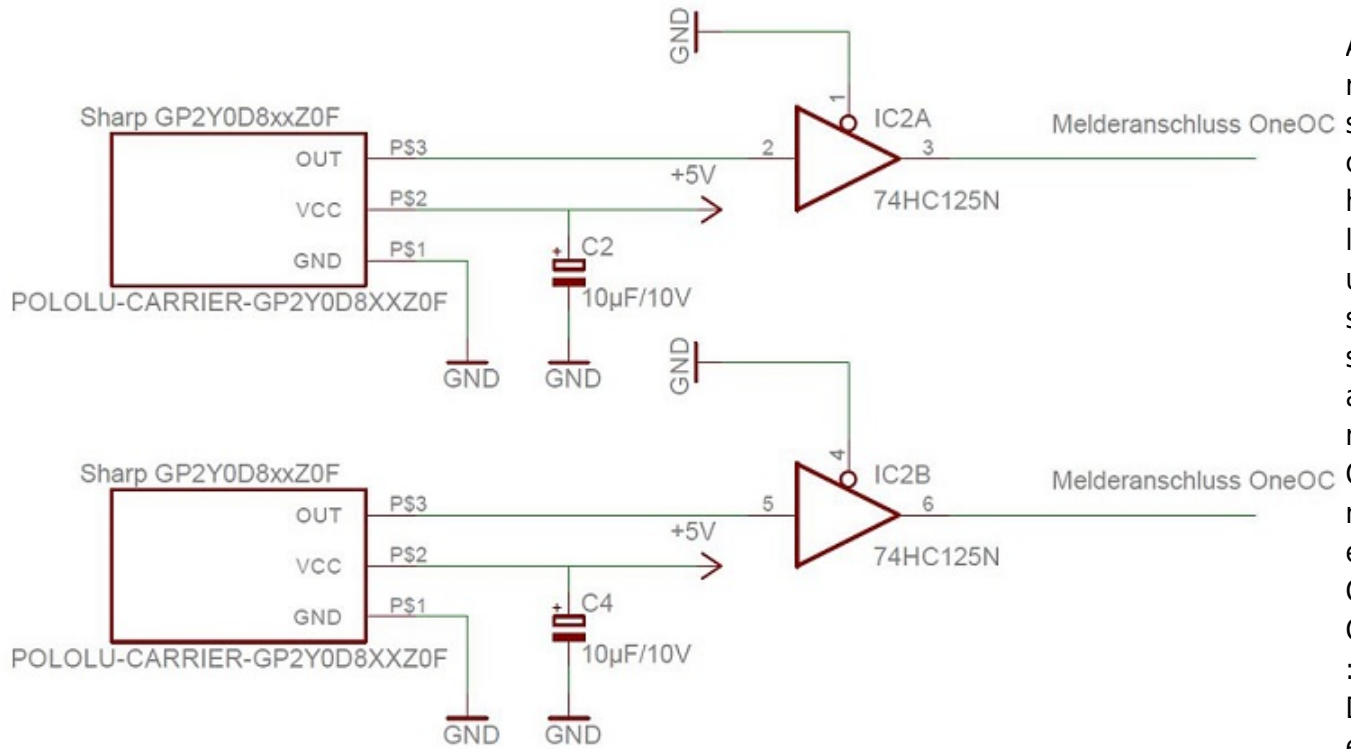 GND
Sharp GP2Y0D8xxZ0F
OUT
P$3
VCC
P$2
GND
P$1
POLOLU-CARRIER-GP2Y0D8XXZ0F
+5V
+
C2
10µF/10V
GND
GND
1
2
IC2A
3
74HC125N
Melderanschluss OneOC
GND
Sharp GP2Y0D8xxZ0F
OUT
P$3
VCC
P$2
GND
P$1
POLOLU-CARRIER-GP2Y0D8XXZ0F
+5V
+
C4
10µF/10V
GND
GND
4
5
IC2B
6
74HC125N
Melderanschluss OneOC